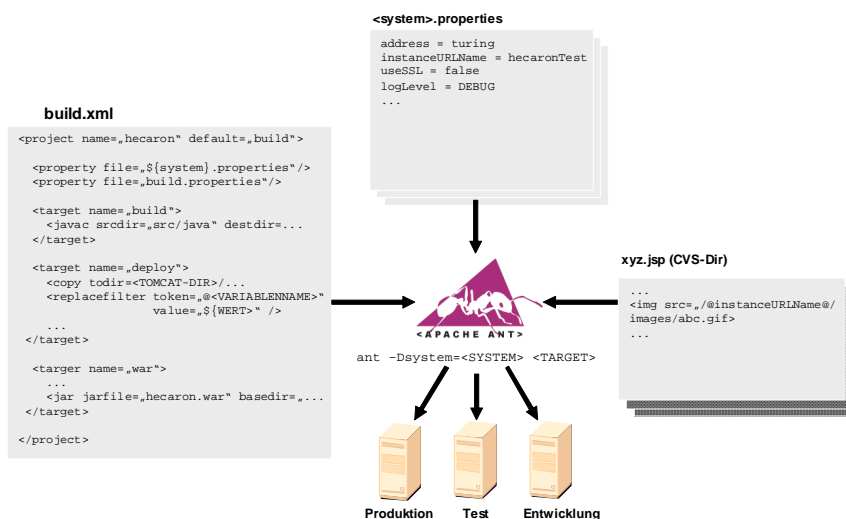 <system>.properties
address = turing
instanceURLName = hecaronTest
useSSL = false
logLevel = DEBUG
...
build.xml
<project name=„hecaron“ default=„build“>
<property file=„${system}.properties“/>
<property file=„build.properties“/>
<target name=„build“>
<javac srcdir=„src/java“ destdir=...
</target>
<target name=„deploy“>
<copy todir=<TOMCAT-DIR>/...
<replacefilter token=„@<VARIABLENNAME>“
value=„${WERT>“ />
...
</target>
<targer name=„war“>
...
<jar jarfile=„hecaron.war“ basedir=„...
</target>
</project>
xyz.jsp (CVS-Dir)
...
<img src=„/@instanceURLName@/
images/abc.gif>
...
<APACHE ANT>
ant –Dsystem=<SYSTEM> <TARGET>
Produktion Test Entwicklung